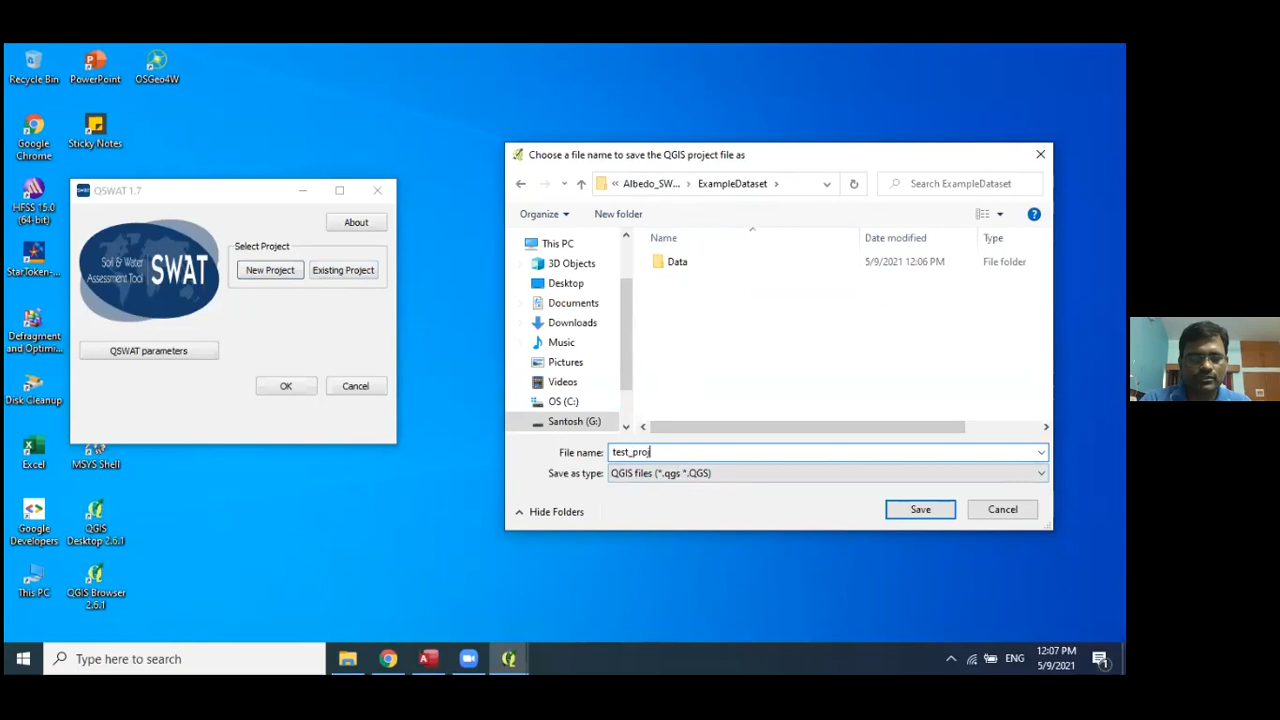 Recycle Bin
PowerPoint
OSGeo4W
Google Chrome
Sticky Notes
HFSS 15.0 (64-bit)
StarToken-...
Defragment and Optimi...
Disk Cleanup
Excel
MSYS Shell
Google Developers
QGIS Desktop 2.6.1
This PC
QGIS Browser 2.6.1
SWAT
QSWAT 1.7
About
Select Project
New Project
Existing Project
Soil & Water
Assessment Tool
SWAT
QSWAT parameters
OK
Cancel
Choose a file name to save the QGIS project file as
« Albedo_SW... › ExampleDataset ›
Search ExampleDataset
Organize
New folder
Name
Date modified
Type
Data
5/9/2021 12:06 PM
File folder
This PC
3D Objects
Desktop
Documents
Downloads
Music
Pictures
Videos
OS (C:)
Santosh (G:)
File name: test_proj
Save as type: QGIS files (*.qgs *.QGS)
Hide Folders
Save
Cancel
Type here to search
ENG
12:07 PM
5/9/2021
1